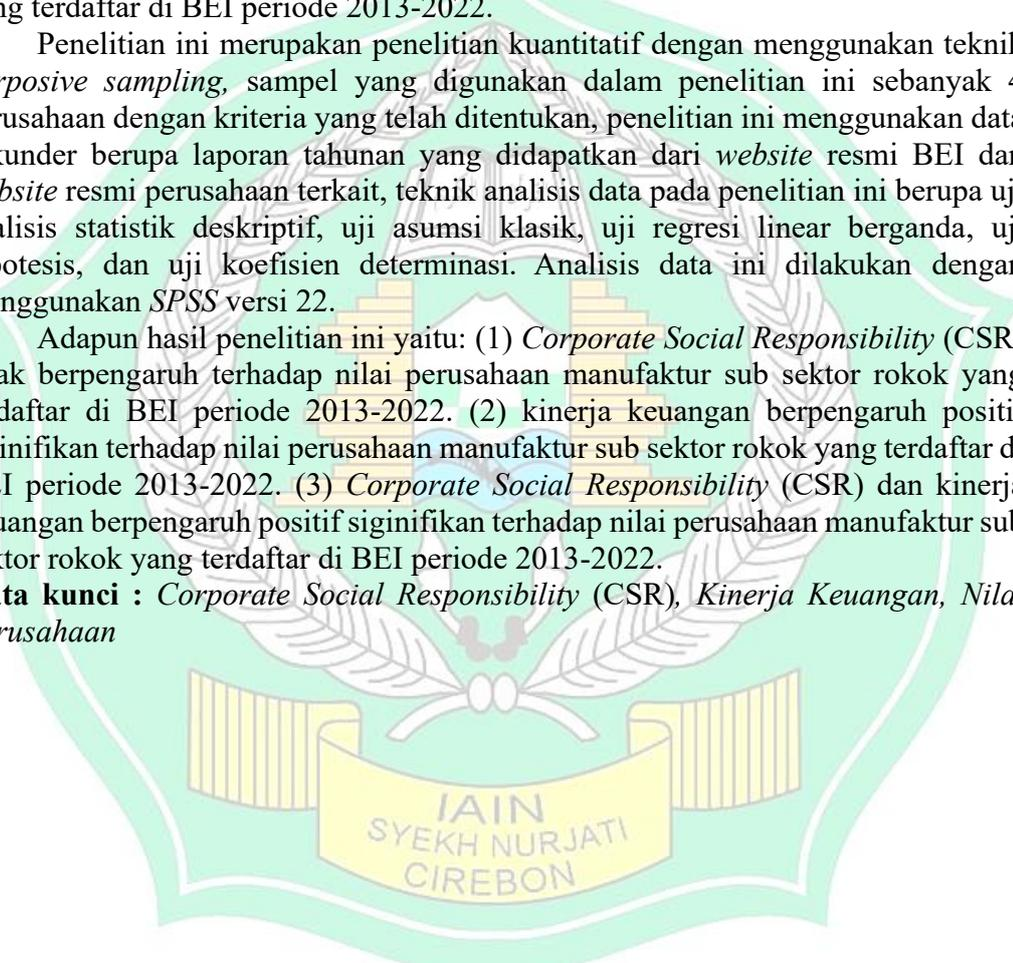 ng terdaftar di BEI periode 2013-2022.
Penelitian ini merupakan penelitian kuantitatif dengan menggunakan teknik
rposive sampling, sampel yang digunakan dalam penelitian ini sebanyak 4
rusahaan dengan kriteria yang telah ditentukan, penelitian ini menggunakan data
kunder berupa laporan tahunan yang didapatkan dari website resmi BEI dan
bsite resmi perusahaan terkait, teknik analisis data pada penelitian ini berupa uji
alisis statistik deskriptif, uji asumsi klasik, uji regresi linear berganda, uji
potesis, dan uji koefisien determinasi. Analisis data ini dilakukan dengan
nggunakan SPSS versi 22.
Adapun hasil penelitian ini yaitu: (1) Corporate Social Responsibility (CSR
ak berpengaruh terhadap nilai perusahaan manufaktur sub sektor rokok yang
daftar di BEI periode 2013-2022. (2) kinerja keuangan berpengaruh positi
inifikan terhadap nilai perusahaan manufaktur sub sektor rokok yang terdaftar d
I periode 2013-2022. (3) Corporate Social Responsibility (CSR) dan kinerja
uangan berpengaruh positif siginifikan terhadap nilai perusahaan manufaktur sub
ktor rokok yang terdaftar di BEI periode 2013-2022.
ta kunci : Corporate Social Responsibility (CSR), Kinerja Keuangan, Nila
rusahaan
IAIN
SYEKH NURJATI
CIREBON